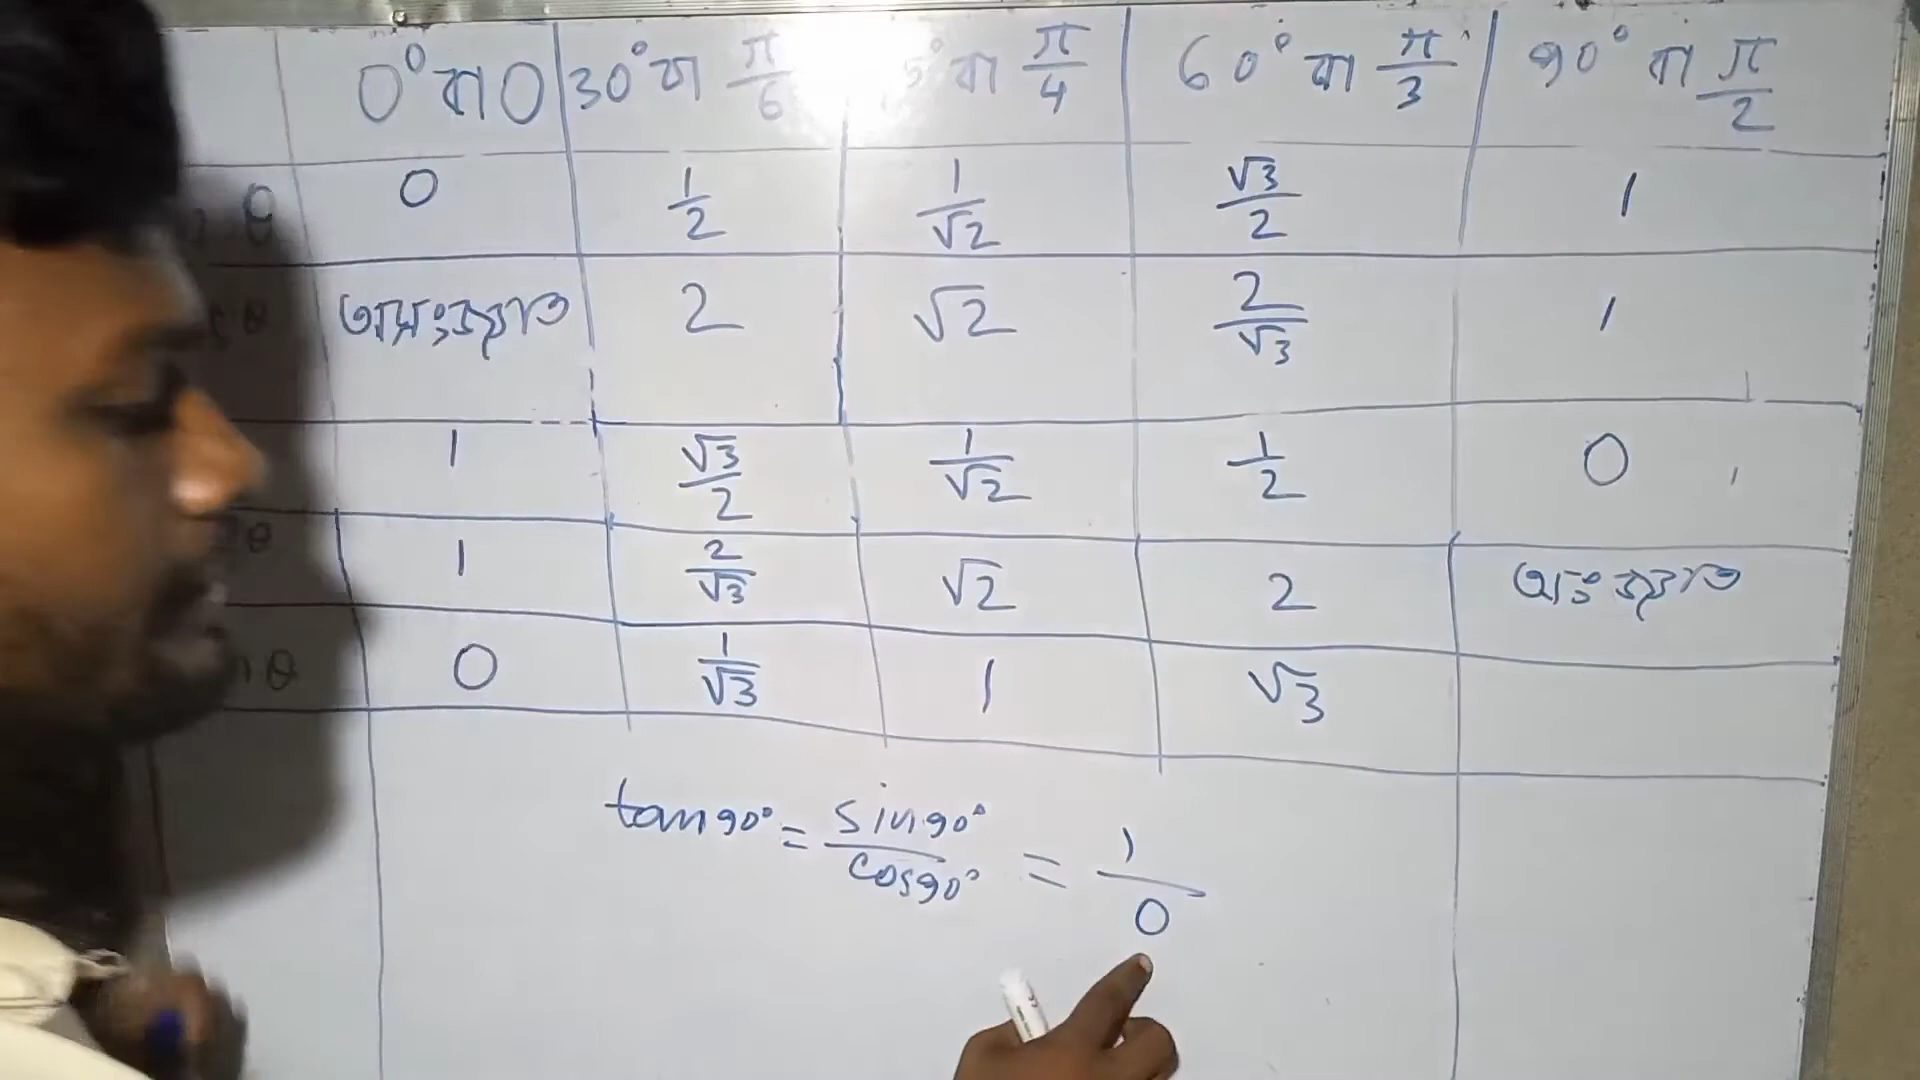 0° বা 0 30° বা π/6 বা π/4 60° বা π/3 90° বা π/2
θ 0 1/2 1/√2 √3/2 1
θ অসংজ্ঞায়িত 2 √2 2/√3 1
1 √3/2 1/√2 1/2 0
θ 1 2/√3 √2 2
θ 0 1/√3 1 √3
tan90° = sin90°/cos90° = 1/0